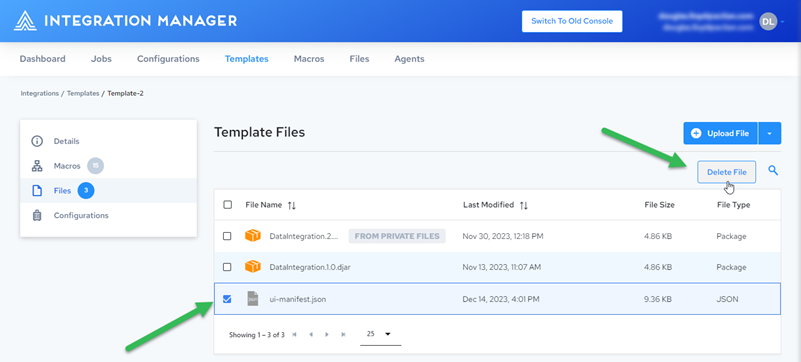 INTEGRATION MANAGER
Switch To Old Console
DL
Dashboard Jobs Configurations Templates Macros Files Agents
Integrations / Templates / Template-2
Details
Macros 15
Files 3
Configurations
Template Files
Upload File
Delete File
File Name Last Modified File Size File Type
DataIntegration.2.... FROM PRIVATE FILES Nov 30, 2023, 12:18 PM 4.86 KB Package
DataIntegration.1.0.djar Nov 13, 2023, 11:07 AM 4.86 KB Package
ui-manifest.json Dec 14, 2023, 4:01 PM 9.36 KB JSON
Showing 1 – 3 of 3 25